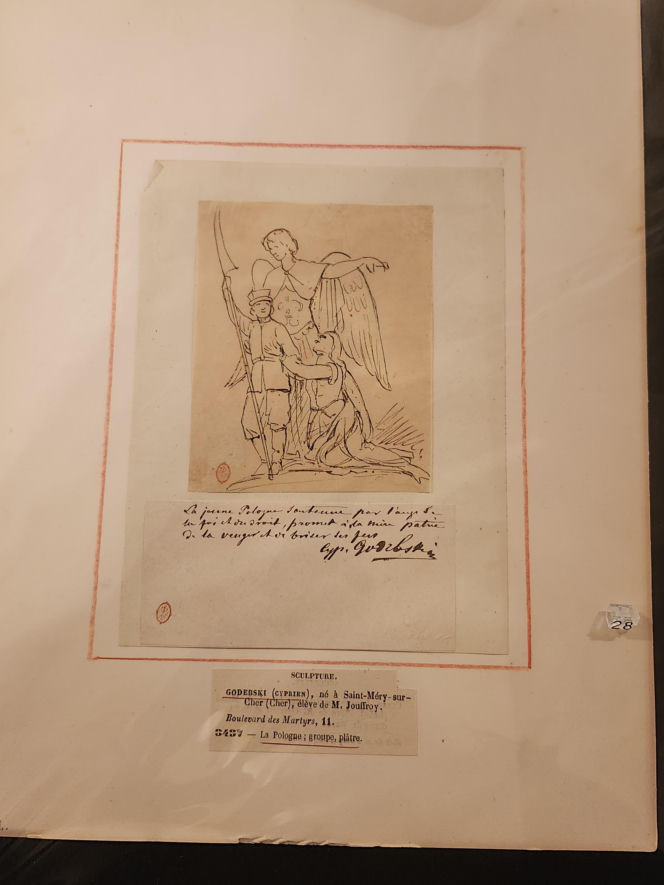 La jeune Pologne soutenue par l'ange de
la foi et du droit, promet à la mère patrie
de la venger et de briser ses fers
Cyp. Godebski
28
SCULPTURE.
GODEBSKI (CYPRIEN), né à Saint-Méry-sur-
Cher (Cher), élève de M. Jouffroy.
Boulevard des Martyrs, 11.
3437 — La Pologne; groupe, plâtre.